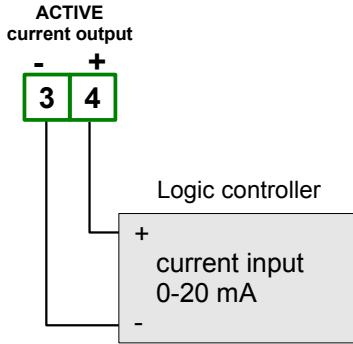 ACTIVE
current output
- +
3 4
Logic controller
+
current input
0-20 mA
-